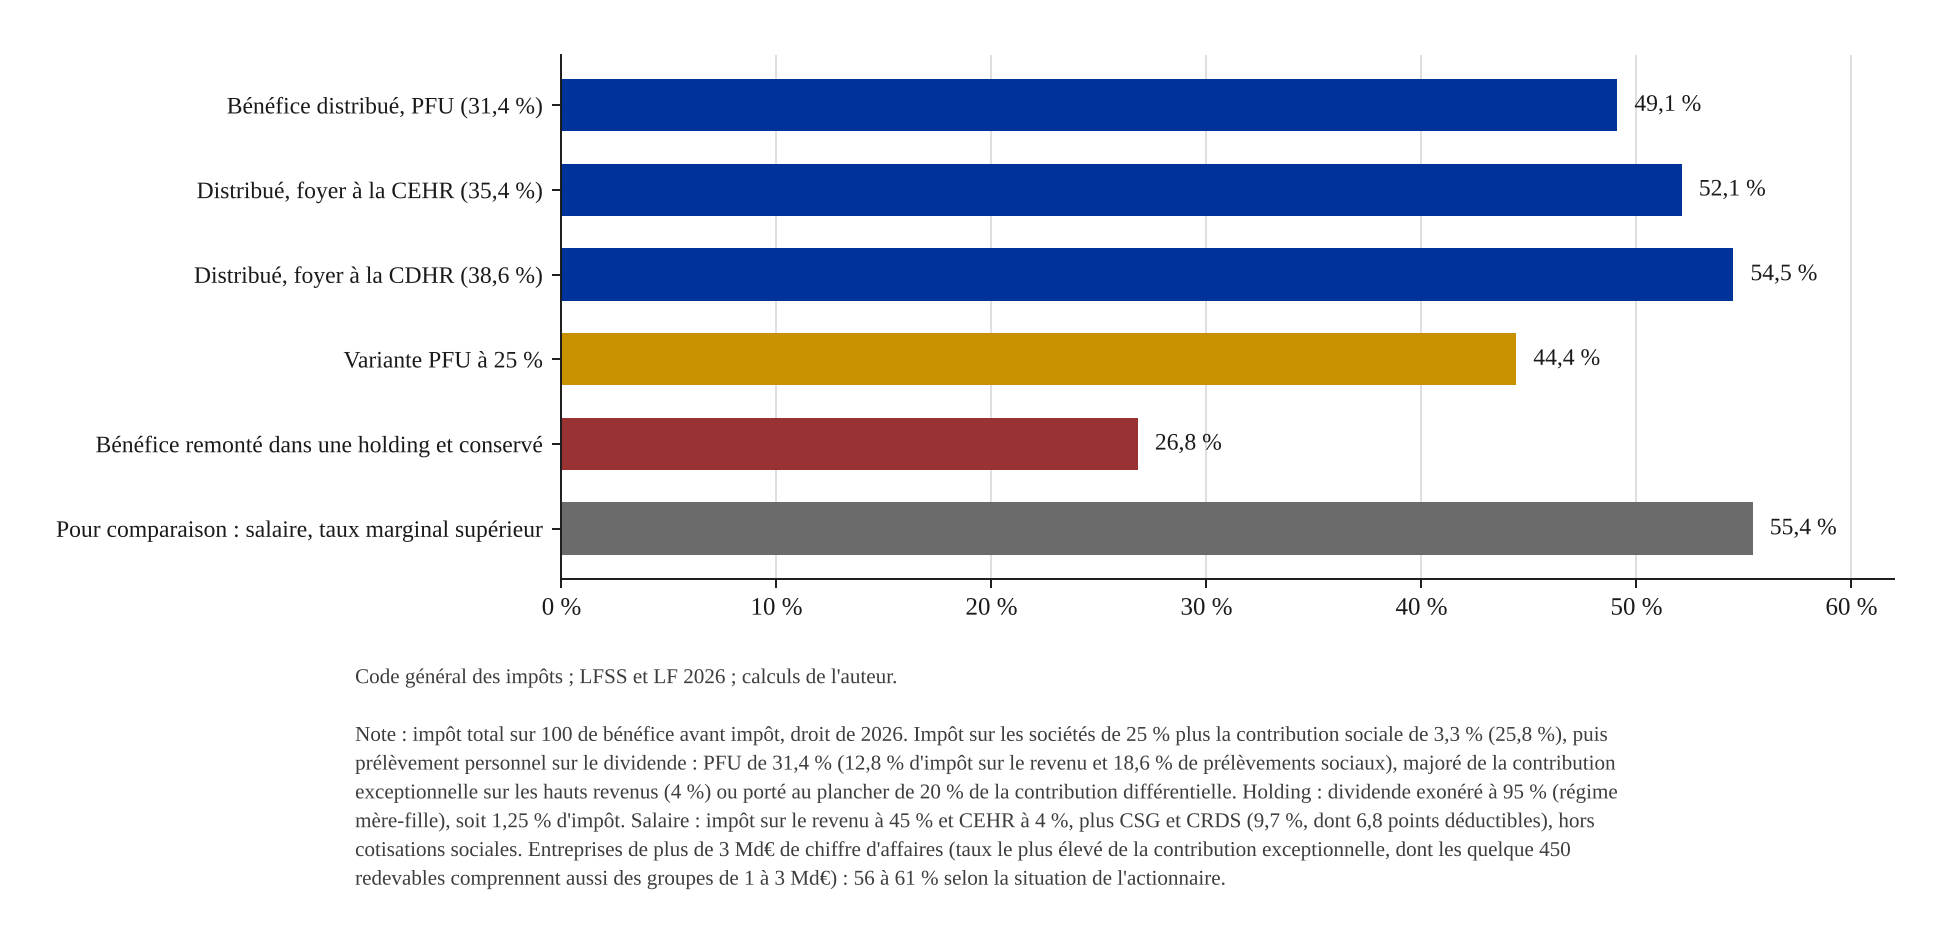 Bénéfice distribué, PFU (31,4 %)
49,1 %
Distribué, foyer à la CEHR (35,4 %)
52,1 %
Distribué, foyer à la CDHR (38,6 %)
54,5 %
Variante PFU à 25 %
44,4 %
Bénéfice remonté dans une holding et conservé
26,8 %
Pour comparaison : salaire, taux marginal supérieur
55,4 %
0 %
10 %
20 %
30 %
40 %
50 %
60 %
Code général des impôts ; LFSS et LF 2026 ; calculs de l'auteur.
Note : impôt total sur 100 de bénéfice avant impôt, droit de 2026. Impôt sur les sociétés de 25 % plus la contribution sociale de 3,3 % (25,8 %), puis
prélèvement personnel sur le dividende : PFU de 31,4 % (12,8 % d'impôt sur le revenu et 18,6 % de prélèvements sociaux), majoré de la contribution
exceptionnelle sur les hauts revenus (4 %) ou porté au plancher de 20 % de la contribution différentielle. Holding : dividende exonéré à 95 % (régime
mère-fille), soit 1,25 % d'impôt. Salaire : impôt sur le revenu à 45 % et CEHR à 4 %, plus CSG et CRDS (9,7 %, dont 6,8 points déductibles), hors
cotisations sociales. Entreprises de plus de 3 Md€ de chiffre d'affaires (taux le plus élevé de la contribution exceptionnelle, dont les quelque 450
redevables comprennent aussi des groupes de 1 à 3 Md€) : 56 à 61 % selon la situation de l'actionnaire.